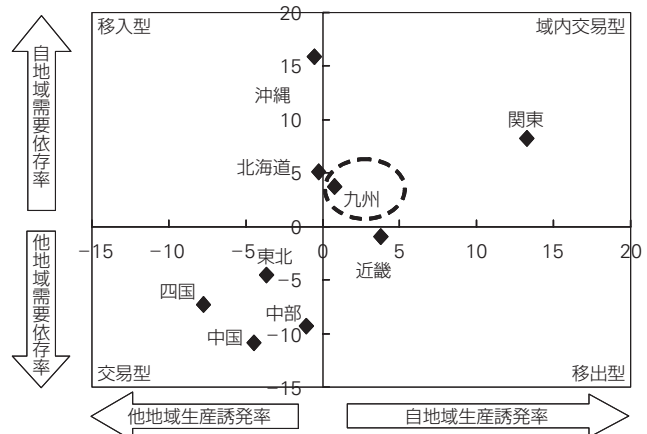 20
移入型
域内交易型
15
沖縄
10
関東
北海道
5
九州
0
−15
−10
−5
0
5
10
15
20
東北
近畿
−5
四国
中部
−10
中国
交易型
移出型
−15
自地域需要依存率
他地域需要依存率
他地域生産誘発率
自地域生産誘発率